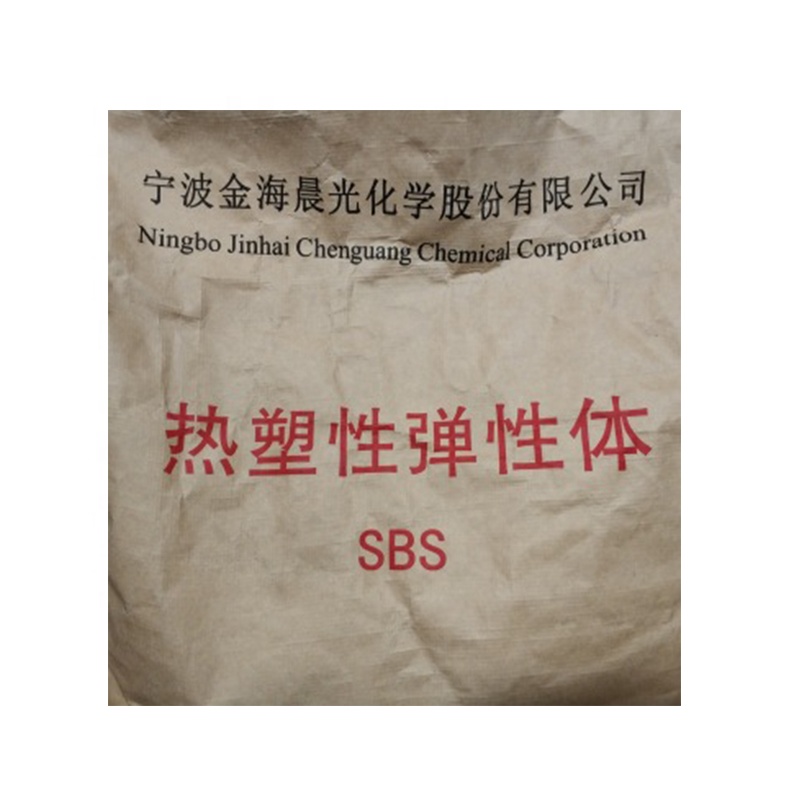 宁波金海晨光化学股份有限公司
Ningbo Jinhai Chenguang Chemical Corporation
热塑性弹性体
SBS